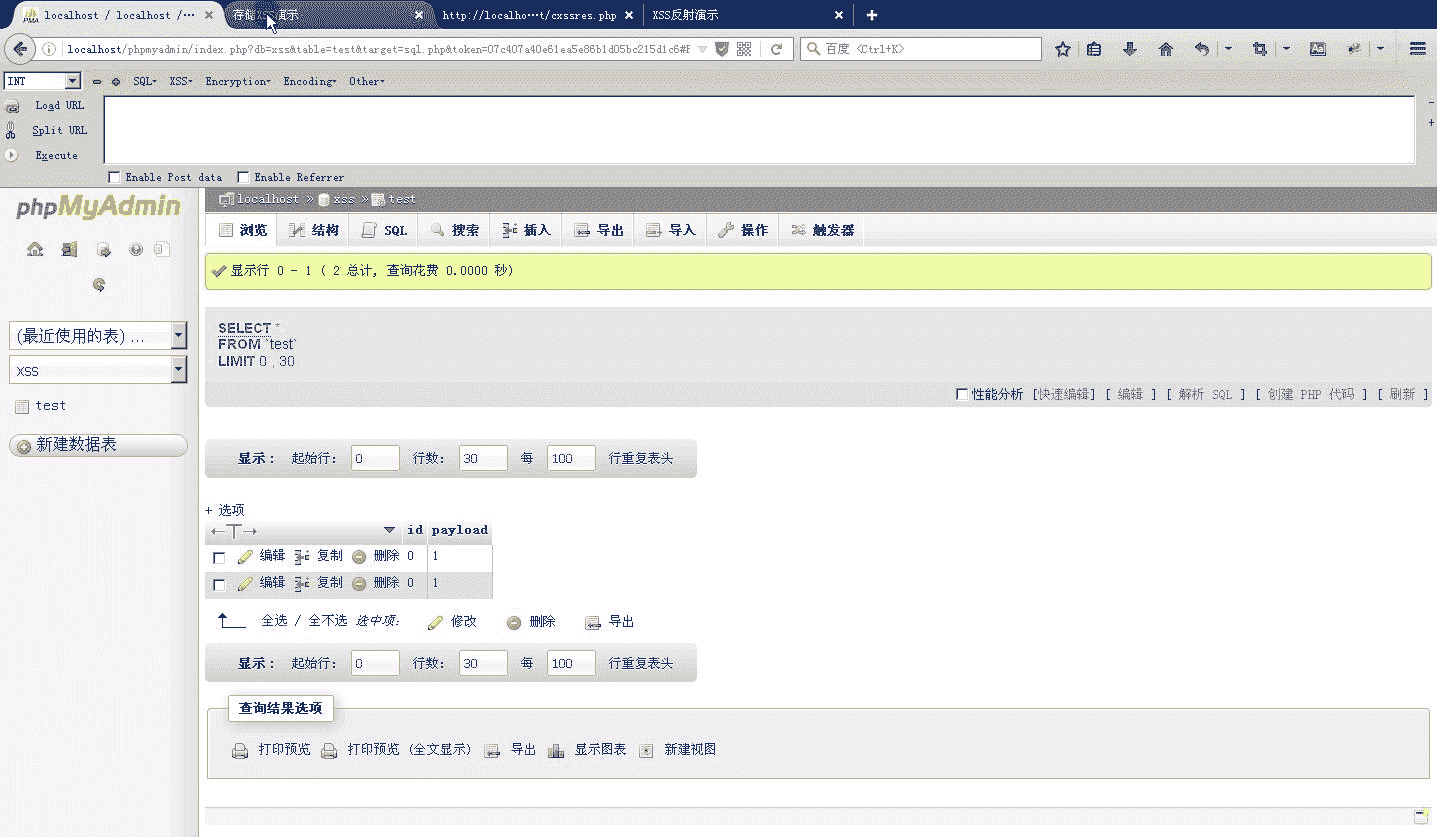 PMA localhost / localhost /··· ×
存储XSS演示 ×
http://localho···t/cxssres.php ×
XSS反射演示 ×
localhost/phpmyadmin/index.php?db=xss&table=test&target=sql.php&token=07c407a40e61ea5e86b1d05bc215d1c6#
百度 <Ctrl+K>
INT
SQL· XSS· Encryption· Encoding· Other·
Load URL
Split URL
Execute
Enable Post data Enable Referrer
phpMyAdmin
(最近使用的表) ...
xss
test
新建数据表
localhost » xss » test
浏览 结构 SQL 搜索 插入 导出 导入 操作 触发器
显示行 0 - 1 ( 2 总计, 查询花费 0.0000 秒)
SELECT *
FROM `test`
LIMIT 0 , 30
性能分析 [快速编辑] [ 编辑 ] [ 解析 SQL ] [ 创建 PHP 代码 ] [ 刷新 ]
显示： 起始行： 0 行数： 30 每 100 行重复表头
+ 选项
←T→ id payload
编辑 复制 删除 0 1
编辑 复制 删除 0 1
全选 / 全不选 选中项： 修改 删除 导出
显示： 起始行： 0 行数： 30 每 100 行重复表头
查询结果选项
打印预览 打印预览 (全文显示) 导出 显示图表 新建视图